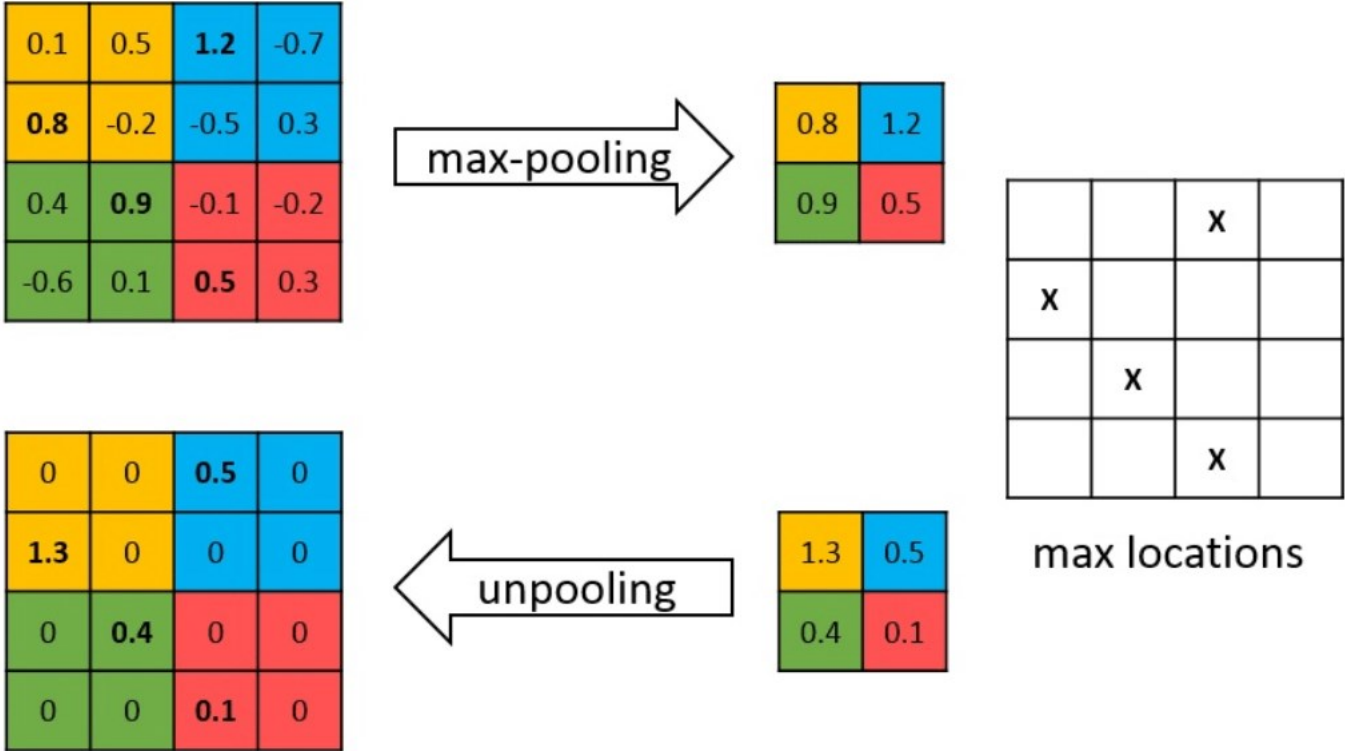 0.1 0.5 1.2 -0.7
0.8 -0.2 -0.5 0.3
0.4 0.9 -0.1 -0.2
-0.6 0.1 0.5 0.3
max-pooling
0.8 1.2
0.9 0.5
X
X
X
X
max locations
0 0 0.5 0
1.3 0 0 0
0 0.4 0 0
0 0 0.1 0
unpooling
1.3 0.5
0.4 0.1